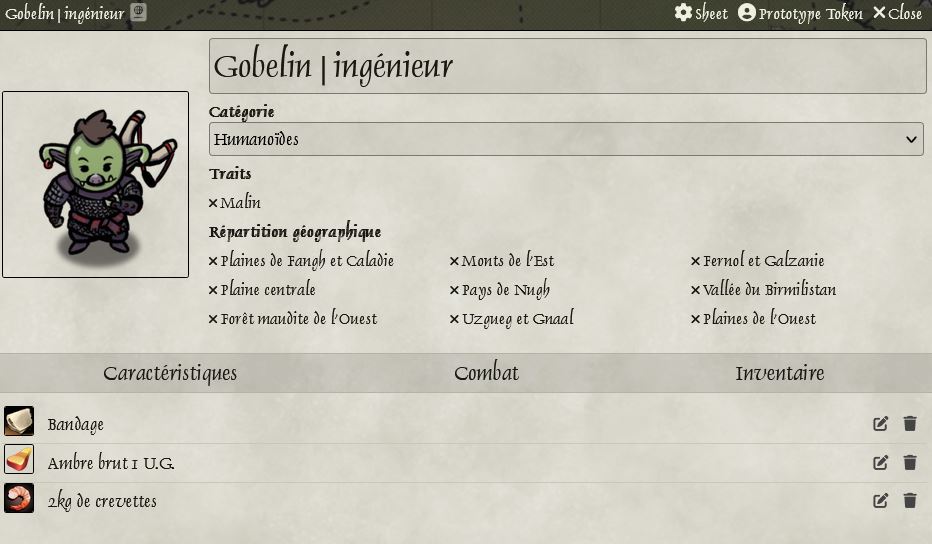 Gobelin | ingénieur
Sheet Prototype Token Close
Gobelin | ingénieur
Catégorie
Humanoïdes
Traits
Malin
Répartition géographique
Plaines de Fangh et Caladie Monts de l'Est Fernol et Galzanie
Plaine centrale Pays de Nugh Vallée du Birmilistan
Forêt maudite de l'Ouest Uzgueg et Gnaal Plaines de l'Ouest
Caractéristiques Combat Inventaire
Bandage
Ambre brut 1 U.G.
2kg de crevettes